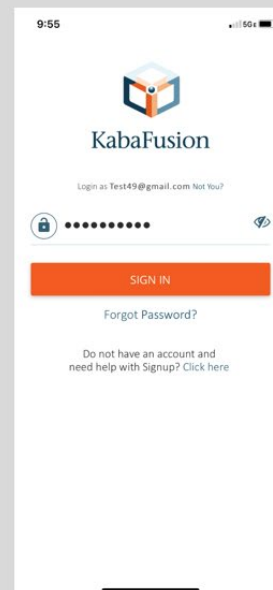 9:55
5G
KabaFusion
Login as Test49@gmail.com Not You?
SIGN IN
Forgot Password?
Do not have an account and
need help with Signup? Click here